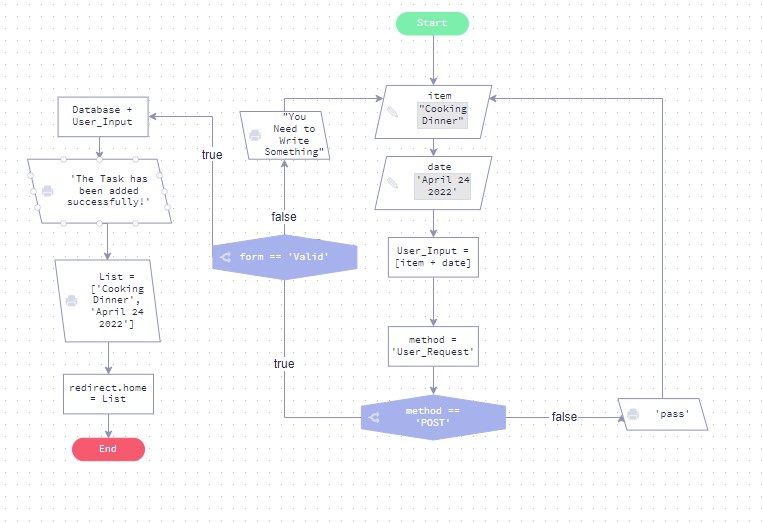 Start
item
"Cooking
Dinner"
date
'April 24
2022'
User_Input =
[item + date]
method =
'User_Request'
method ==
'POST'
false
'pass'
true
form == 'Valid'
false
"You
Need to
Write
Something"
true
Database +
User_Input
'The Task has
been added
successfully!'
List =
['Cooking
Dinner',
'April 24
2022']
redirect.home
= List
End